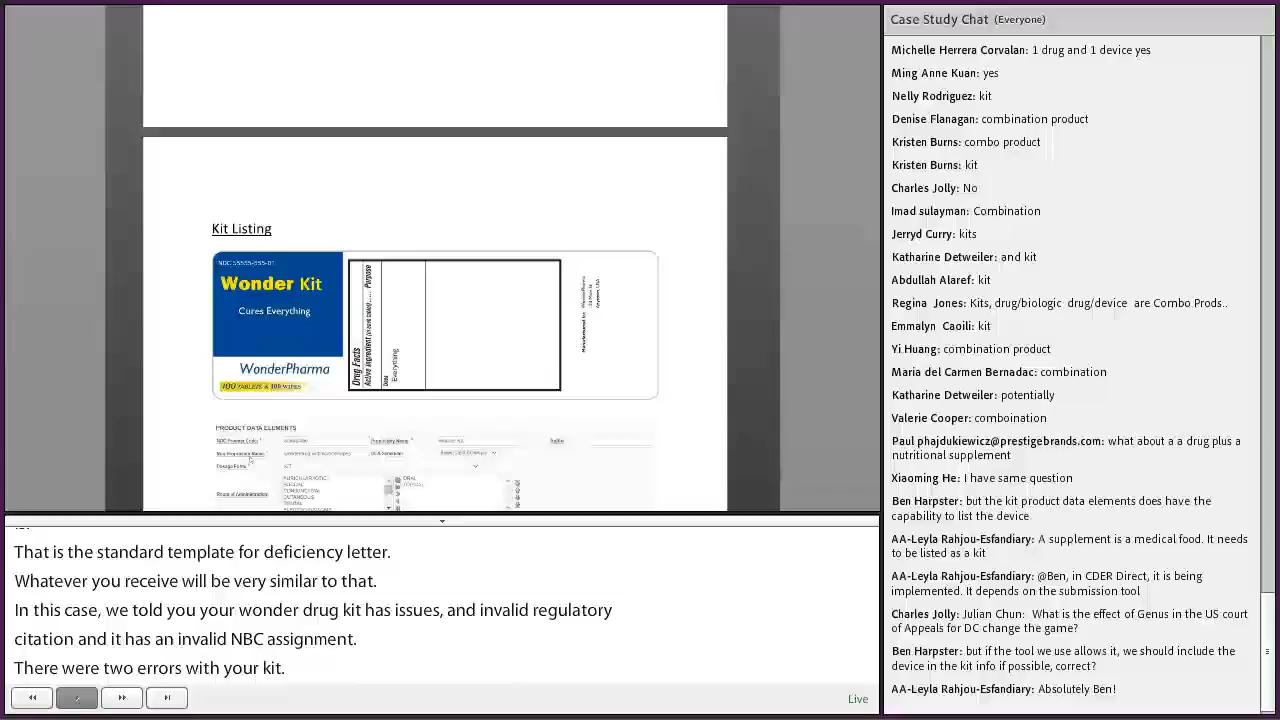 Kit Listing
Wonder Kit
Cures Everything
WonderPharma
100 TABLETS & 100 WIPES
Drug Facts
Active ingredient (in each tablet)..... Purpose
Everything
PRODUCT DATA ELEMENTS
Dosage Form
Route of Administration
KIT
ORAL
That is the standard template for deficiency letter.
Whatever you receive will be very similar to that.
In this case, we told you your wonder drug kit has issues, and invalid regulatory
citation and it has an invalid NBC assignment.
There were two errors with your kit.
Live
Case Study Chat (Everyone)
Michelle Herrera Corvalan: 1 drug and 1 device yes
Ming Anne Kuan: yes
Nelly Rodriguez: kit
Denise Flanagan: combination product
Kristen Burns: combo product
Kristen Burns: kit
Charles Jolly: No
Imad sulayman: Combination
Jerryd Curry: kits
Katharine Detweiler: and kit
Abdullah Alaref: kit
Regina Jones: Kits, drug/biologic drug/device are Combo Prods..
Emmalyn Caoili: kit
Yi Huang: combination product
Maria del Carmen Bernadac: combination
Katharine Detweiler: potentially
Valerie Cooper: comboination
Paul pajdukewicz@prestigebrands.com: what about a a drug plus a
nutritional supplement
Xiaoming He: I have same question
Ben Harpster: but the kit product data elements does have the
capability to list the device
AA-Leyla Rahjou-Esfandiary: A supplement is a medical food. It needs
to be listed as a kit
AA-Leyla Rahjou-Esfandiary: @Ben, in CDER Direct, it is being
implemented. It depends on the submission tool
Charles Jolly: Julian Chun: What is the effect of Genus in the US court
of Appeals for DC change the game?
Ben Harpster: but if the tool we use allows it, we should include the
device in the kit info if possible, correct?
AA-Leyla Rahjou-Esfandiary: Absolutely Ben!